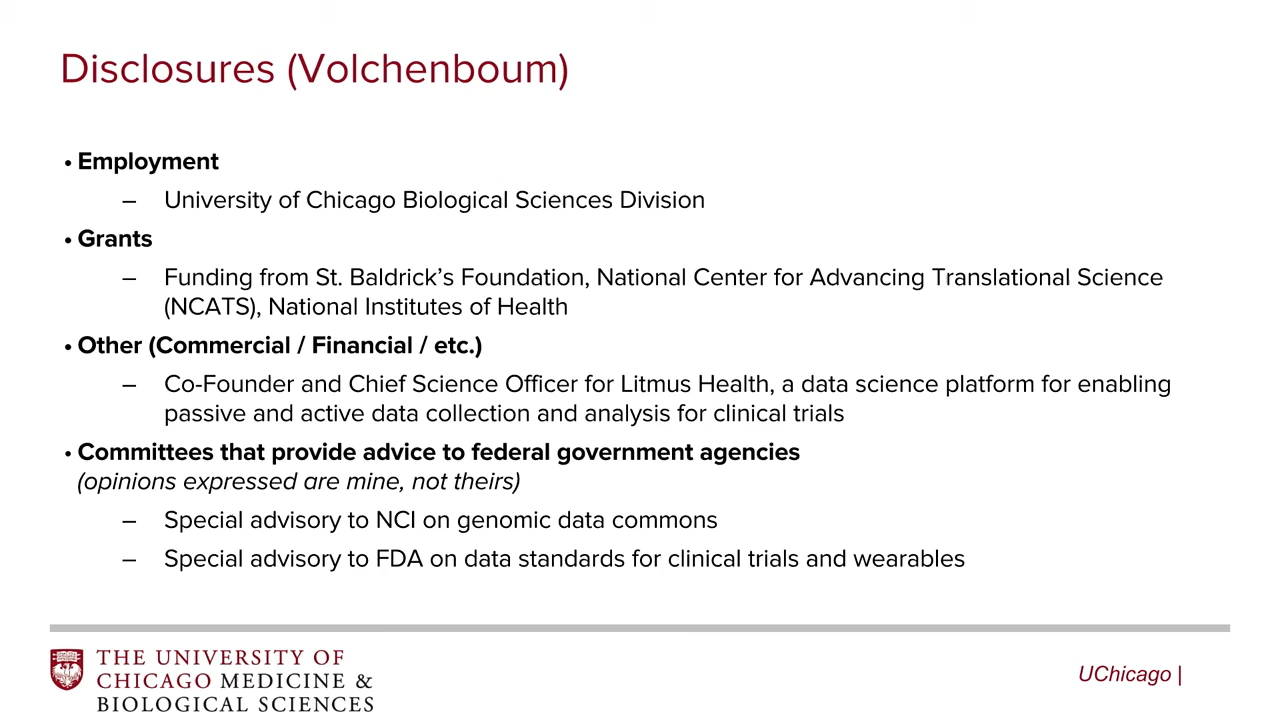 Disclosures (Volchenboum)
• Employment
– University of Chicago Biological Sciences Division
• Grants
– Funding from St. Baldrick’s Foundation, National Center for Advancing Translational Science
(NCATS), National Institutes of Health
• Other (Commercial / Financial / etc.)
– Co-Founder and Chief Science Officer for Litmus Health, a data science platform for enabling
passive and active data collection and analysis for clinical trials
• Committees that provide advice to federal government agencies
(opinions expressed are mine, not theirs)
– Special advisory to NCI on genomic data commons
– Special advisory to FDA on data standards for clinical trials and wearables
THE UNIVERSITY OF
CHICAGO MEDICINE &
BIOLOGICAL SCIENCES
UChicago |